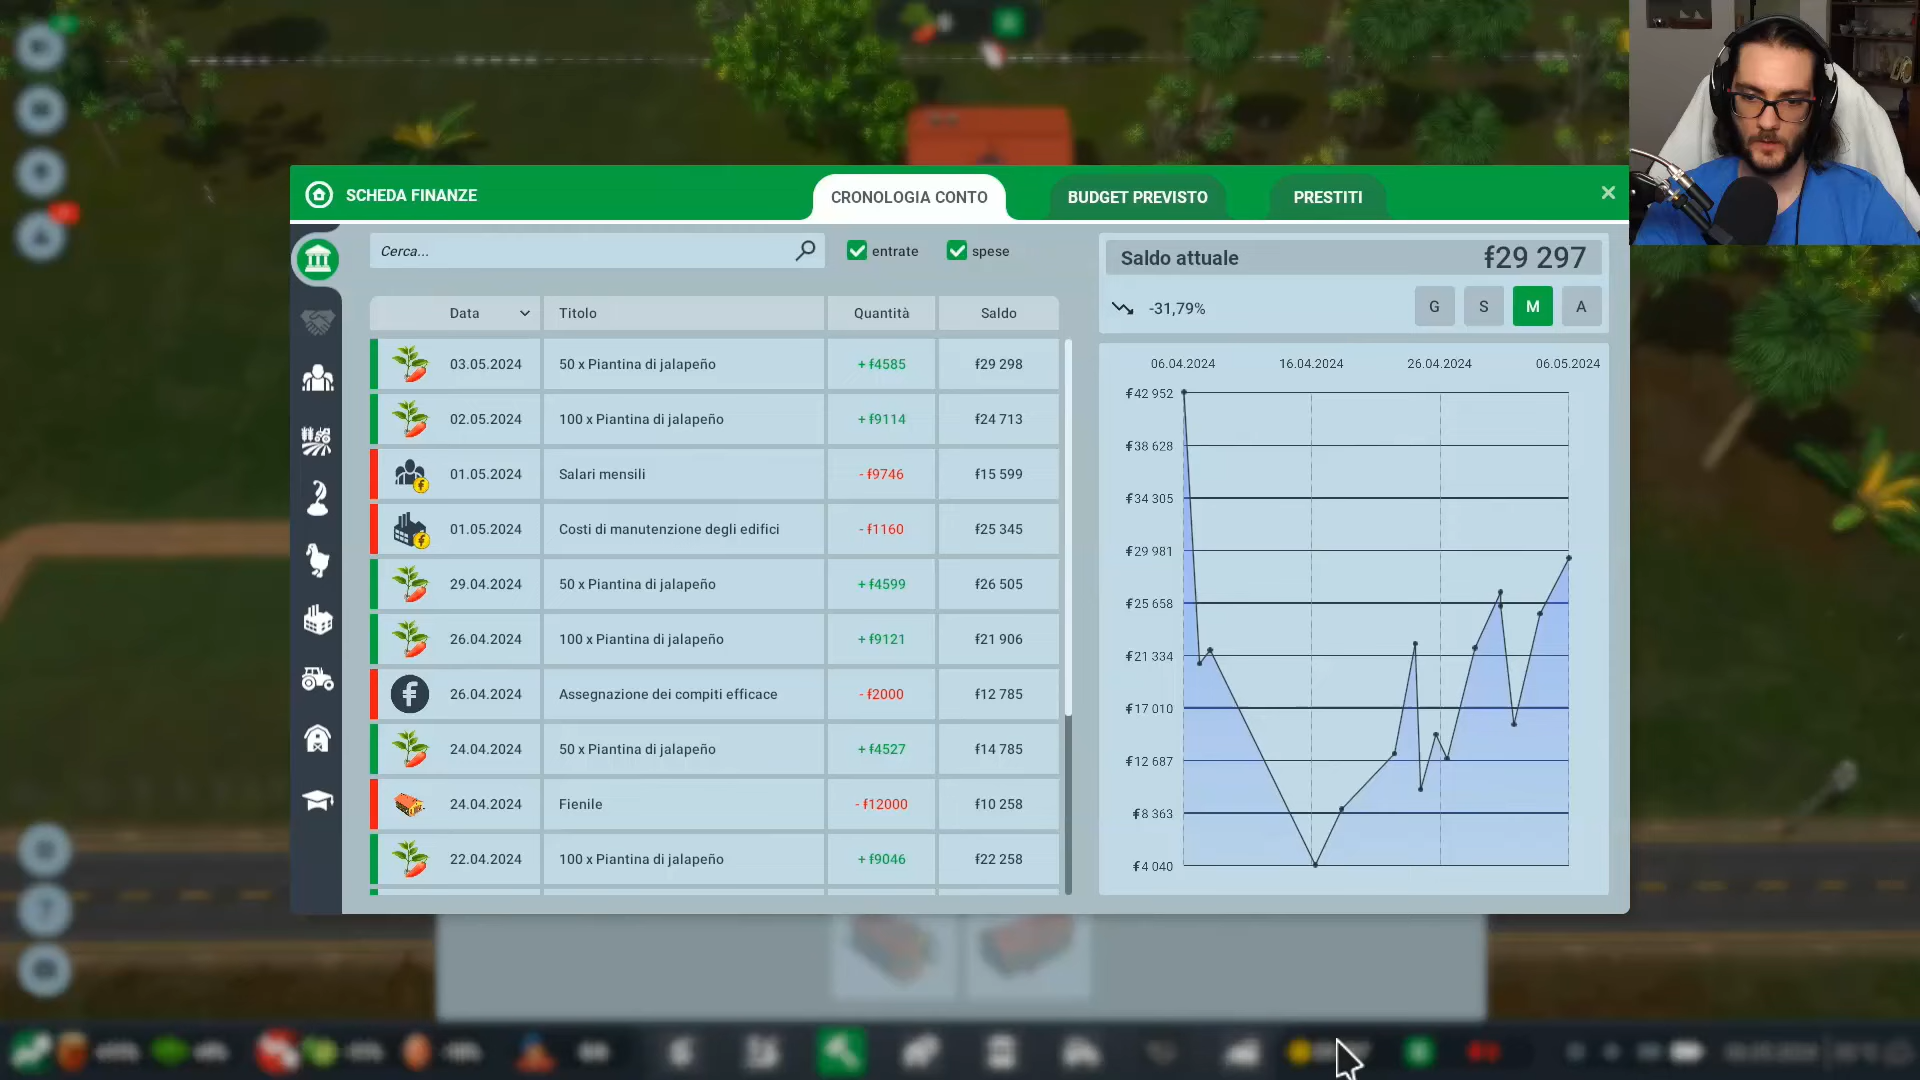 SCHEDA FINANZE
CRONOLOGIA CONTO
BUDGET PREVISTO
PRESTITI
Cerca...
entrate
spese
Data
Titolo
Quantità
Saldo
03.05.2024 50 x Piantina di jalapeño + ƒ4585 ƒ29 298
02.05.2024 100 x Piantina di jalapeño + ƒ9114 ƒ24 713
01.05.2024 Salari mensili - ƒ9746 ƒ15 599
01.05.2024 Costi di manutenzione degli edifici - ƒ1160 ƒ25 345
29.04.2024 50 x Piantina di jalapeño + ƒ4599 ƒ26 505
26.04.2024 100 x Piantina di jalapeño + ƒ9121 ƒ21 906
26.04.2024 Assegnazione dei compiti efficace - ƒ2000 ƒ12 785
24.04.2024 50 x Piantina di jalapeño + ƒ4527 ƒ14 785
24.04.2024 Fienile - ƒ12000 ƒ10 258
22.04.2024 100 x Piantina di jalapeño + ƒ9046 ƒ22 258
Saldo attuale ƒ29 297
-31,79%
G S M A
06.04.2024 16.04.2024 26.04.2024 06.05.2024
ƒ42 952
ƒ38 628
ƒ34 305
ƒ29 981
ƒ25 658
ƒ21 334
ƒ17 010
ƒ12 687
ƒ8 363
ƒ4 040